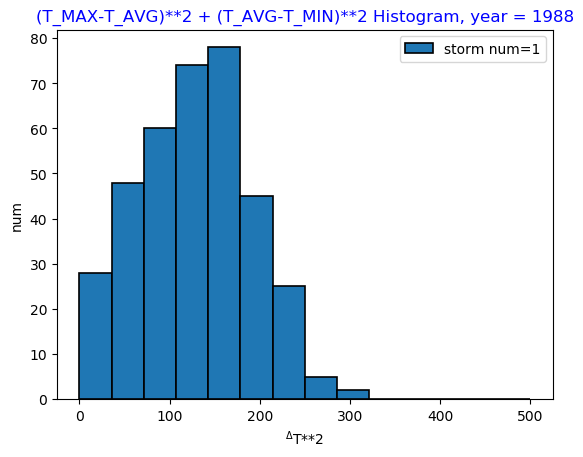 (T_MAX-T_AVG)**2 + (T_AVG-T_MIN)**2 Histogram, year = 1988
storm num=1
80
70
60
50
40
30
20
10
0
num
0 100 200 300 400 500
ΔT**2